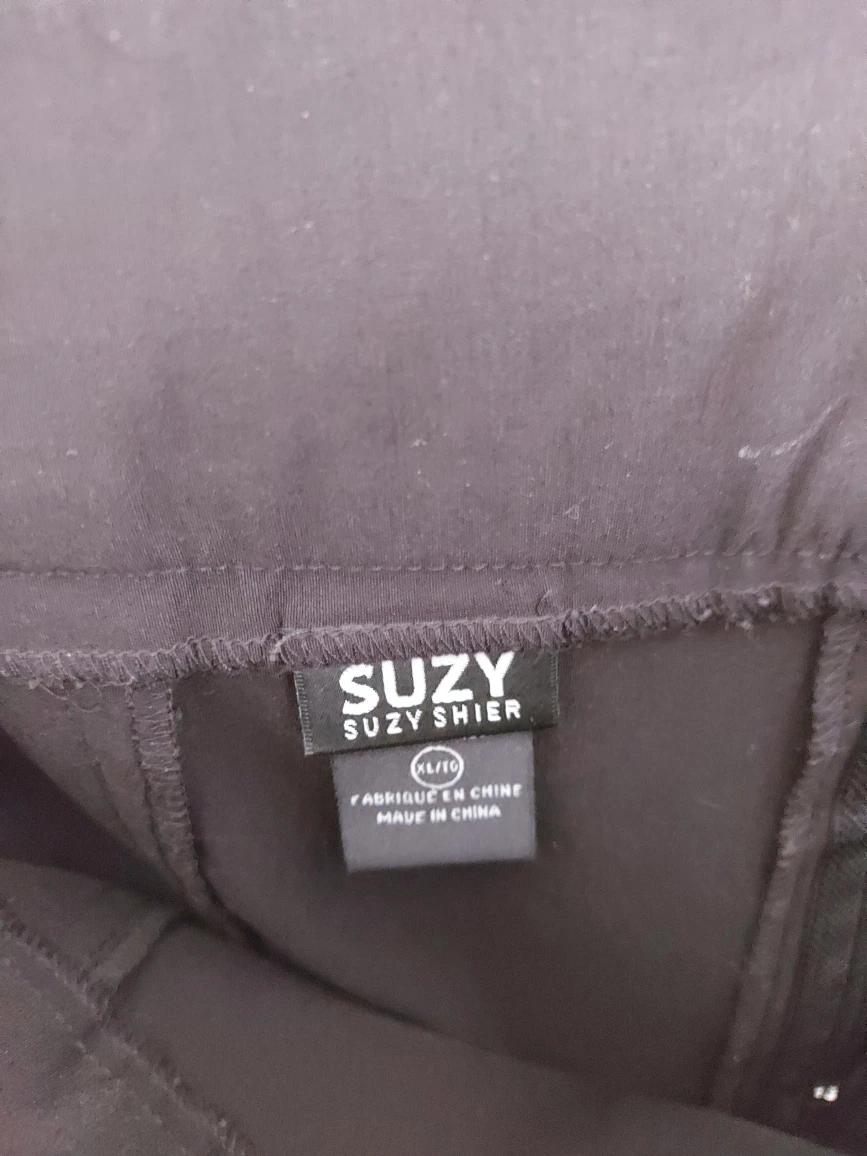 SUZY
SUZY SHIER
XL/TG
FABRIQUÉ EN CHINE
MADE IN CHINA